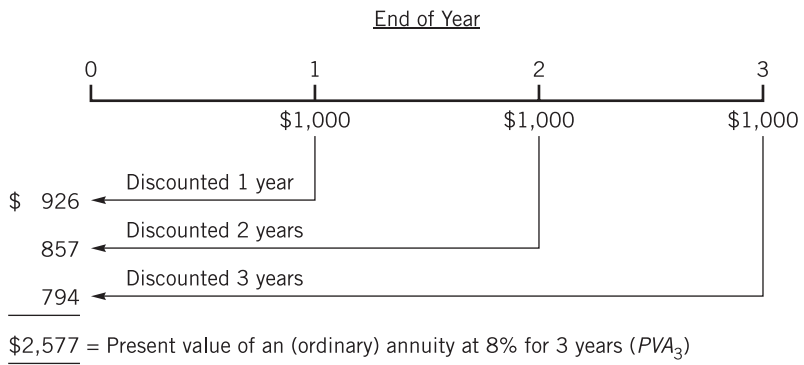 End of Year
0 1 2 3
$1,000 $1,000 $1,000
Discounted 1 year
$ 926
Discounted 2 years
857
Discounted 3 years
794
$2,577 = Present value of an (ordinary) annuity at 8% for 3 years (PVA₃)